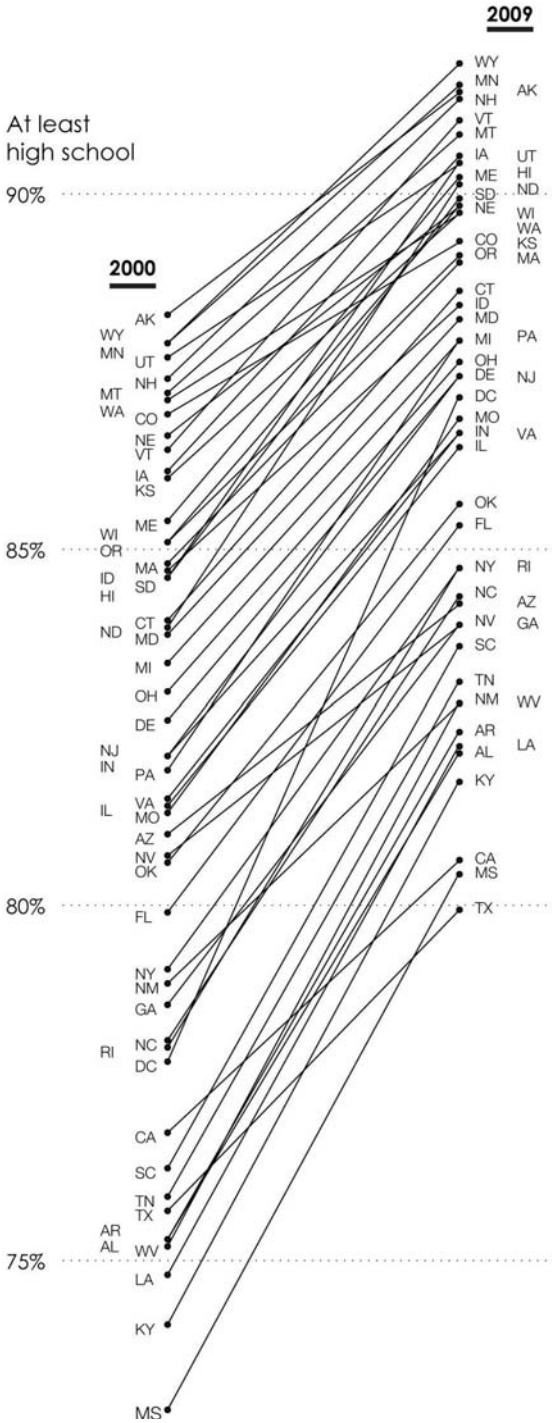 2009
WY
MN
AK
NH
VT
MT
At least
high school
IA UT
HI
ME
ND
90%
SD
NE WI
WA
CO KS
OR MA
2000
CT
ID
AK
MD
WY
MI PA
MN UT
OH
NH
DE NJ
MT
DC
WA
CO
MO
NE
IN VA
VT
IL
IA
KS
OK
ME
FL
WI
OR
85%
MA
NY RI
ID SD
HI
NC
AZ
CT
NV GA
ND MD
SC
MI
TN
OH
NM WV
DE
AR
LA
NJ
AL
IN PA
KY
VA
IL
MO
AZ
NV
CA
OK
MS
80%
FL
TX
NY
NM
GA
NC
RI
DC
CA
SC
TN
TX
AR
AL WV
75%
LA
KY
MS